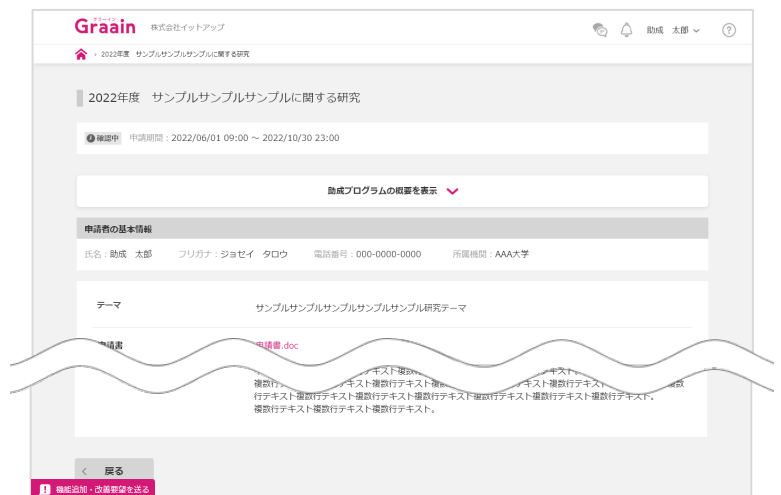 グラーイン
Graain 株式会社イットアップ 助成 太郎
2022年度 サンプルサンプルサンプルに関する研究
2022年度 サンプルサンプルサンプルに関する研究
確認中 申請期間：2022/06/01 09:00 ～ 2022/10/30 23:00
助成プログラムの概要を表示
申請者の基本情報
氏名：助成 太郎 フリガナ：ジョセイ タロウ 電話番号：000-0000-0000 所属機関：AAA大学
テーマ サンプルサンプルサンプルサンプルサンプル研究テーマ
申請書 申請書.doc
行テキスト複数行テキスト複数行テキスト複数行テキスト複数行テキスト複数行テキスト複数行テキスト。
複数行テキスト複数行テキスト複数行テキスト。
戻る
機能追加・改善要望を送る